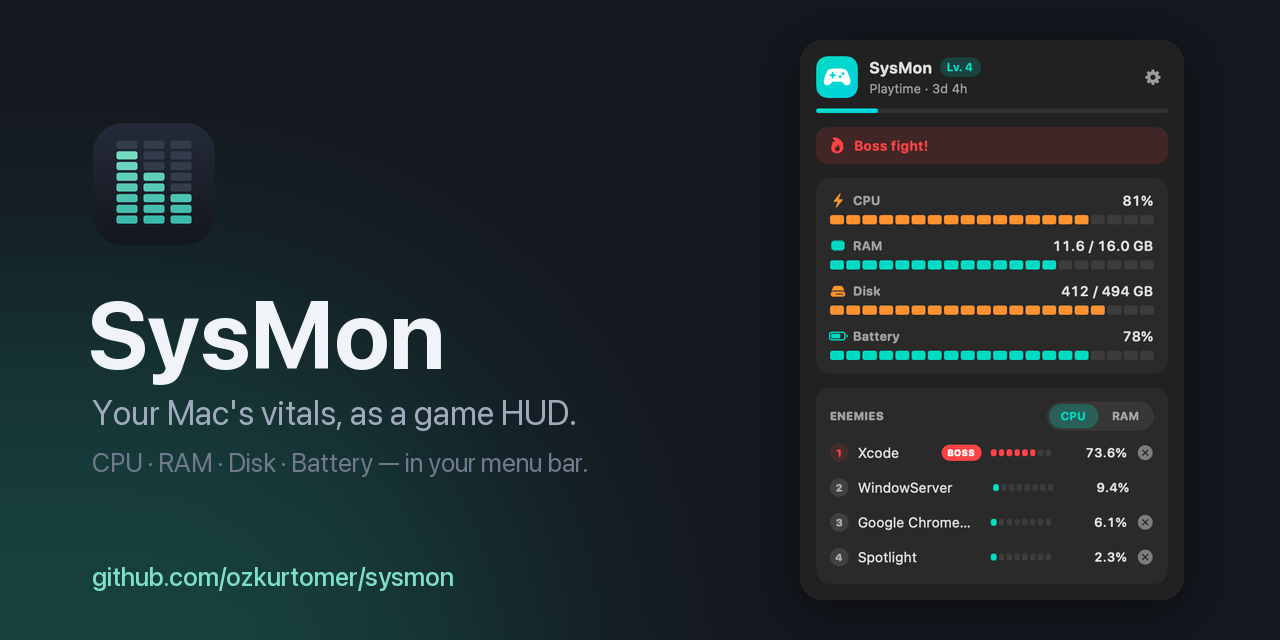 SysMon
Your Mac's vitals, as a game HUD.
CPU · RAM · Disk · Battery — in your menu bar.
github.com/ozkurtomer/sysmon
SysMon Lv. 4
Playtime · 3d 4h
Boss fight!
CPU 81%
RAM 11.6 / 16.0 GB
Disk 412 / 494 GB
Battery 78%
ENEMIES CPU RAM
1 Xcode BOSS 73.6%
2 WindowServer 9.4%
3 Google Chrome... 6.1%
4 Spotlight 2.3%